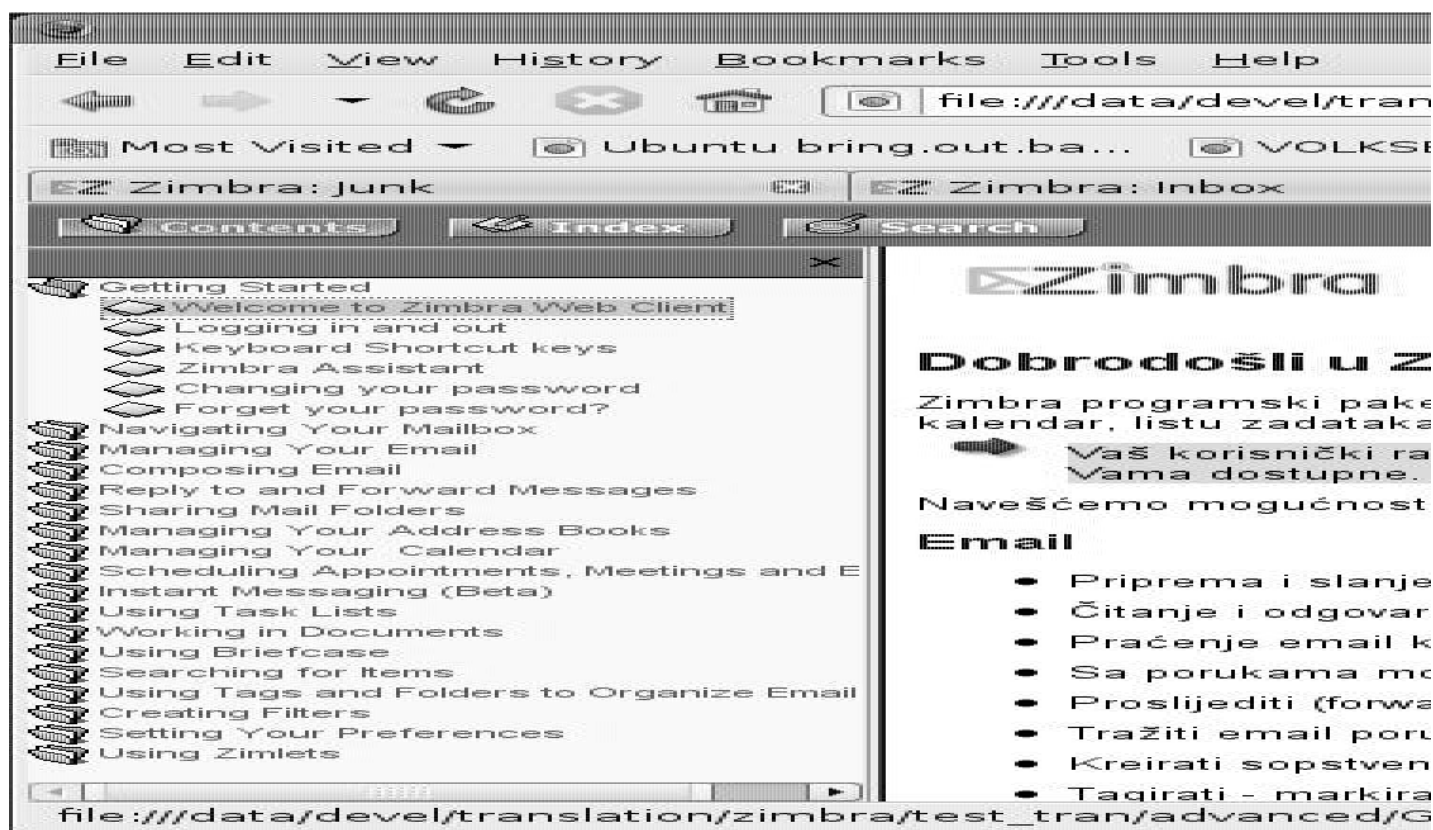 File Edit View History Bookmarks Tools Help
file:///data/devel/tran
Most Visited Ubuntu bring.out.ba... VOLKSE
Zimbra: Junk Zimbra: Inbox
Contents Index Search
Getting Started
Welcome to Zimbra Web Client
Logging in and out
Keyboard Shortcut keys
Zimbra Assistant
Changing your password
Forget your password?
Navigating Your Mailbox
Managing Your Email
Composing Email
Reply to and Forward Messages
Sharing Mail Folders
Managing Your Address Books
Managing Your Calendar
Scheduling Appointments, Meetings and E
Instant Messaging (Beta)
Using Task Lists
Working in Documents
Using Briefcase
Searching for Items
Using Tags and Folders to Organize Email
Creating Filters
Setting Your Preferences
Using Zimlets
Zimbra
Dobrodošli u Z
Zimbra programski pake
kalendar, listu zadataka
Vaš korisnički ra
Vama dostupne.
Navešćemo mogućnost
Email
Priprema i slanje
Čitanje i odgovar
Praćenje email k
Sa porukama mo
Proslijediti (forwa
Tražiti email poru
Kreirati sopstven
Tagirati - markira
file:///data/devel/translation/zimbra/test_tran/advanced/G